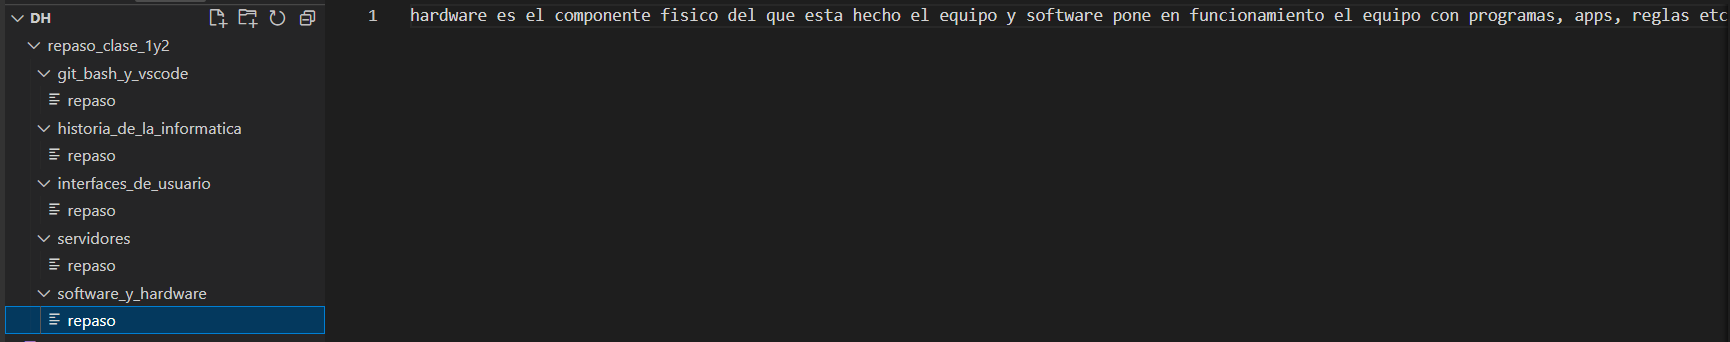 DH
repaso_clase_1y2
git_bash_y_vscode
repaso
historia_de_la_informatica
repaso
interfaces_de_usuario
repaso
servidores
repaso
software_y_hardware
repaso
1 hardware es el componente fisico del que esta hecho el equipo y software pone en funcionamiento el equipo con programas, apps, reglas etc